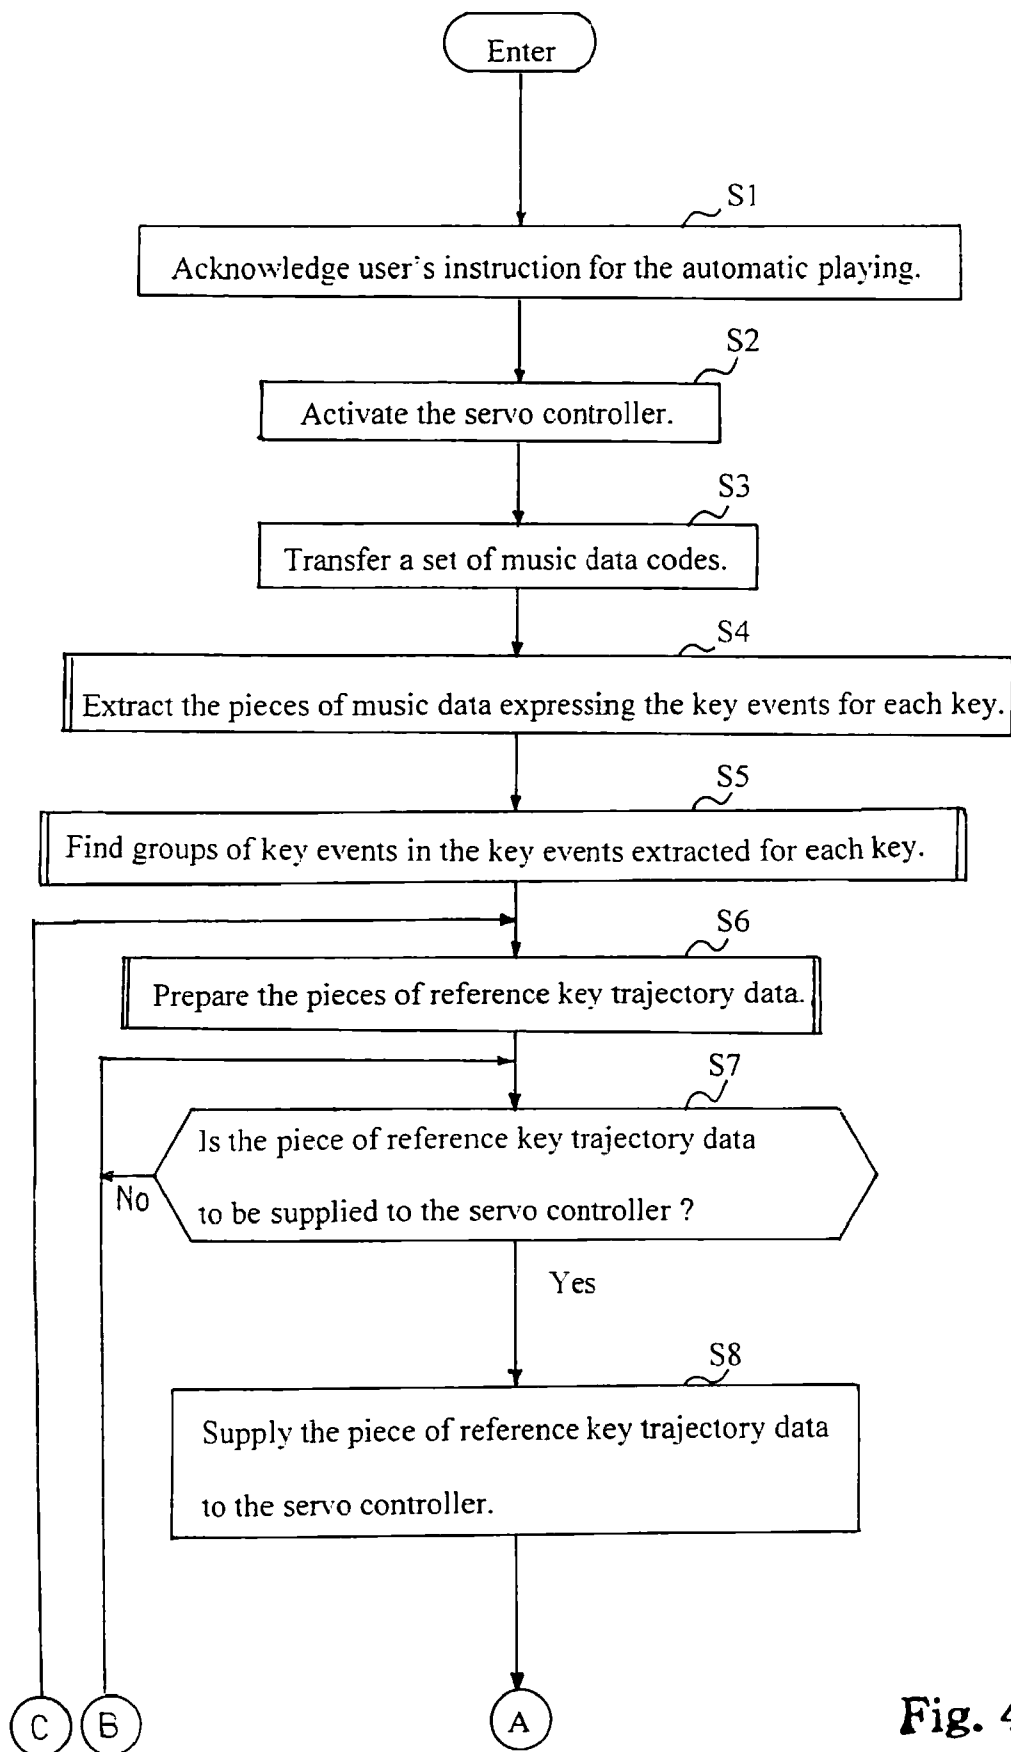 Enter
S1
Acknowledge user's instruction for the automatic playing.
S2
Activate the servo controller.
S3
Transfer a set of music data codes.
S4
Extract the pieces of music data expressing the key events for each key.
S5
Find groups of key events in the key events extracted for each key.
S6
Prepare the pieces of reference key trajectory data.
S7
Is the piece of reference key trajectory data
to be supplied to the servo controller ?
No
Yes
S8
Supply the piece of reference key trajectory data
to the servo controller.
C
B
A
Fig. 4